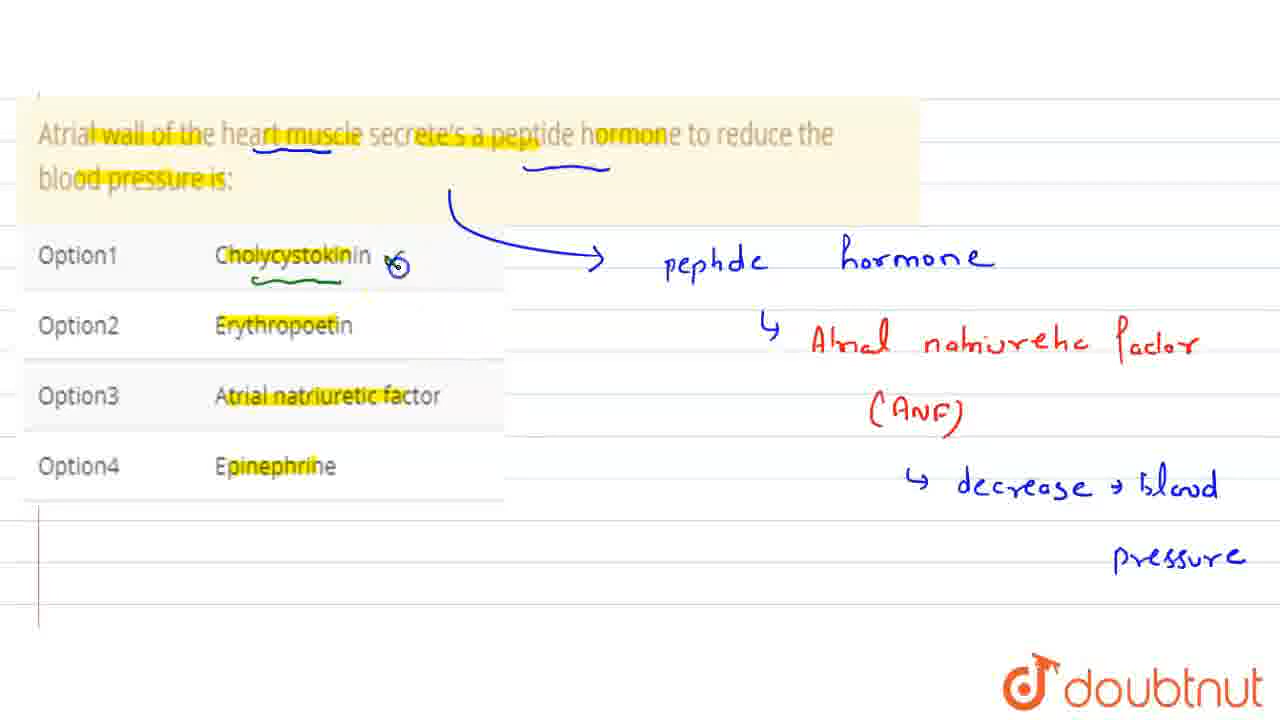 Atrial wall of the heart muscle secrete's a peptide hormone to reduce the
blood pressure is:
Option1 Cholycystokinin
Option2 Erythropoetin
Option3 Atrial natriuretic factor
Option4 Epinephrine
peptide hormone
↳ Atrial natriuretic factor
(ANF)
↳ decrease → blood
pressure
doubtnut